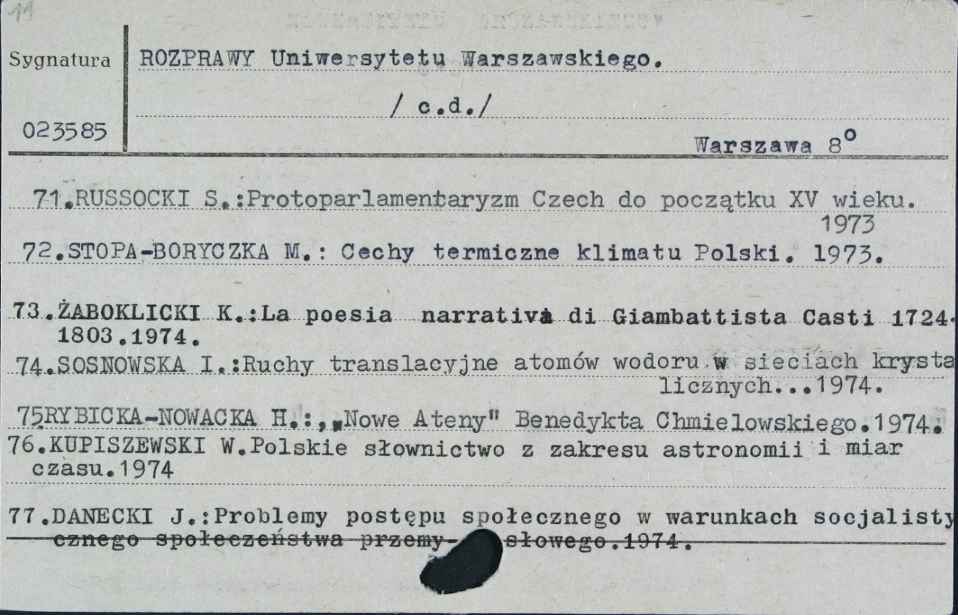 11
Sygnatura
ROZPRAWY Uniwersytetu Warszawskiego.
/ c.d./
023585
Warszawa 8⁰
71.RUSSOCKI S.:Protoparlamentaryzm Czech do początku XV wieku.
1973
72.STOPA-BORYCZKA M.: Cechy termiczne klimatu Polski. 1973.
73.ŻABOKLICKI K.:La poesia narrativa di Giambattista Casti 1724-
1803.1974.
74.SOSNOWSKA I.:Ruchy translacyjne atomów wodoru w sieciach krysta
licznych...1974.
75RYBICKA-NOWACKA H.:,„Nowe Ateny" Benedykta Chmielowskiego.1974.
76.KUPISZEWSKI W.Polskie słownictwo z zakresu astronomii i miar
czasu.1974
77.DANECKI J.:Problemy postępu społecznego w warunkach socjalisty
cznego społeczeństwa przemy- słowego.1974.